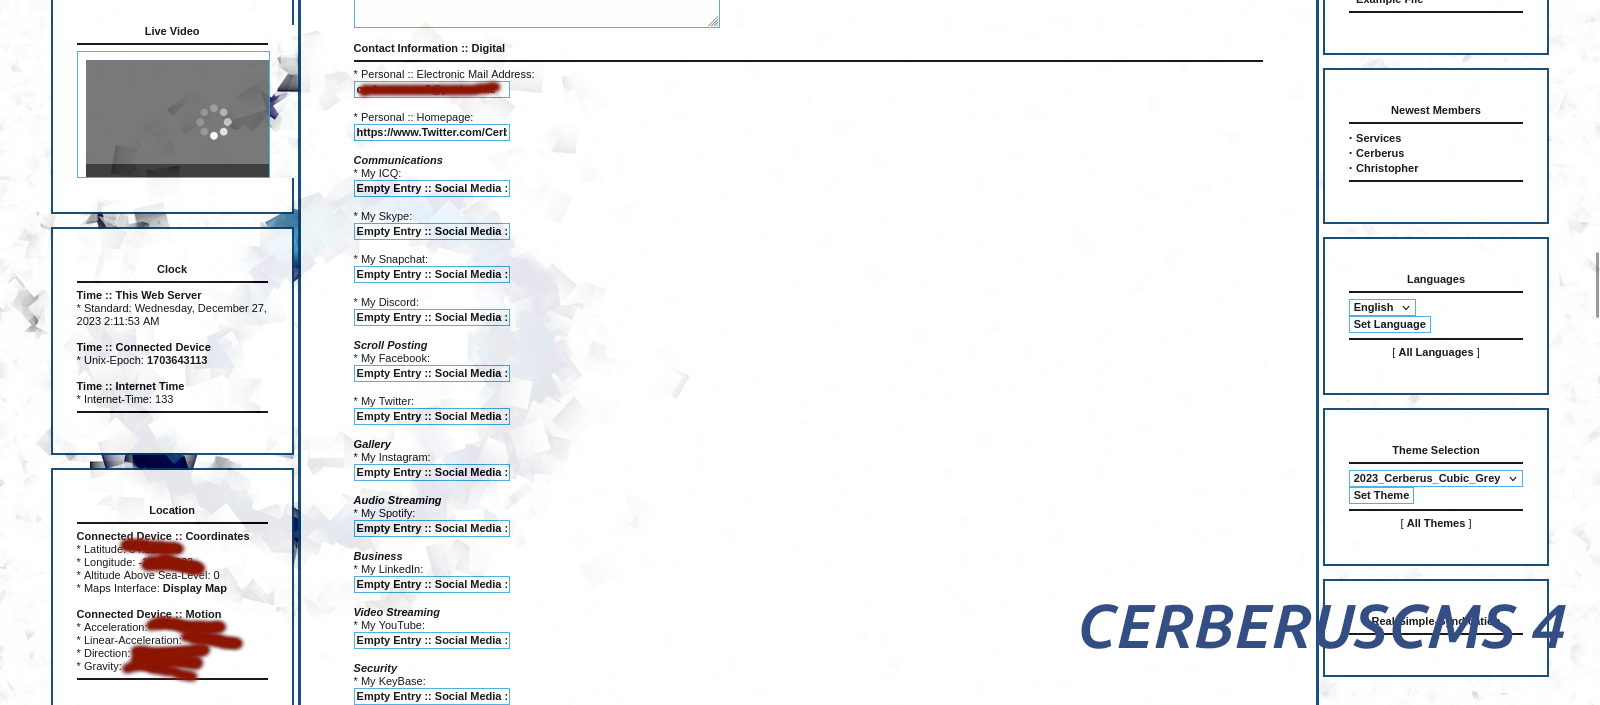 Live Video
Clock
Time :: This Web Server
* Standard: Wednesday, December 27,
2023 2:11:53 AM
Time :: Connected Device
* Unix-Epoch: 1703643113
Time :: Internet Time
* Internet-Time: 133
Location
Connected Device :: Coordinates
* Latitude:
* Longitude: -
* Altitude Above Sea-Level: 0
* Maps Interface: Display Map
Connected Device :: Motion
* Acceleration:
* Linear-Acceleration:
* Direction:
* Gravity:
Contact Information :: Digital
* Personal :: Electronic Mail Address:
* Personal :: Homepage:
https://www.Twitter.com/Cerb
Communications
* My ICQ:
Empty Entry :: Social Media :
* My Skype:
Empty Entry :: Social Media :
* My Snapchat:
Empty Entry :: Social Media :
* My Discord:
Empty Entry :: Social Media :
Scroll Posting
* My Facebook:
Empty Entry :: Social Media :
* My Twitter:
Empty Entry :: Social Media :
Gallery
* My Instagram:
Empty Entry :: Social Media :
Audio Streaming
* My Spotify:
Empty Entry :: Social Media :
Business
* My LinkedIn:
Empty Entry :: Social Media :
Video Streaming
* My YouTube:
Empty Entry :: Social Media :
Security
* My KeyBase:
Empty Entry :: Social Media :
Example File
Newest Members
· Services
· Cerberus
· Christopher
Languages
English
Set Language
[ All Languages ]
Theme Selection
2023_Cerberus_Cubic_Grey
Set Theme
[ All Themes ]
Real Simple Syndication
CERBERUSCMS 4